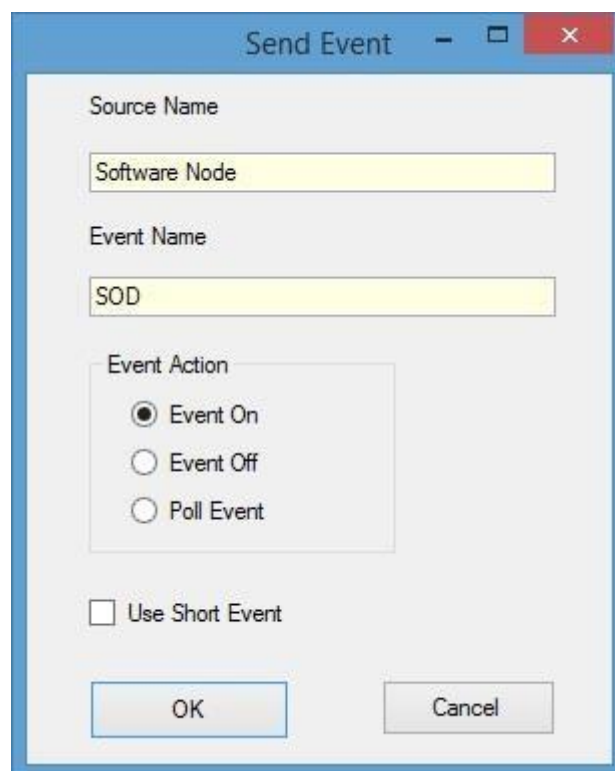 Send Event
Source Name
Software Node
Event Name
SOD
Event Action
Event On
Event Off
Poll Event
Use Short Event
OK
Cancel